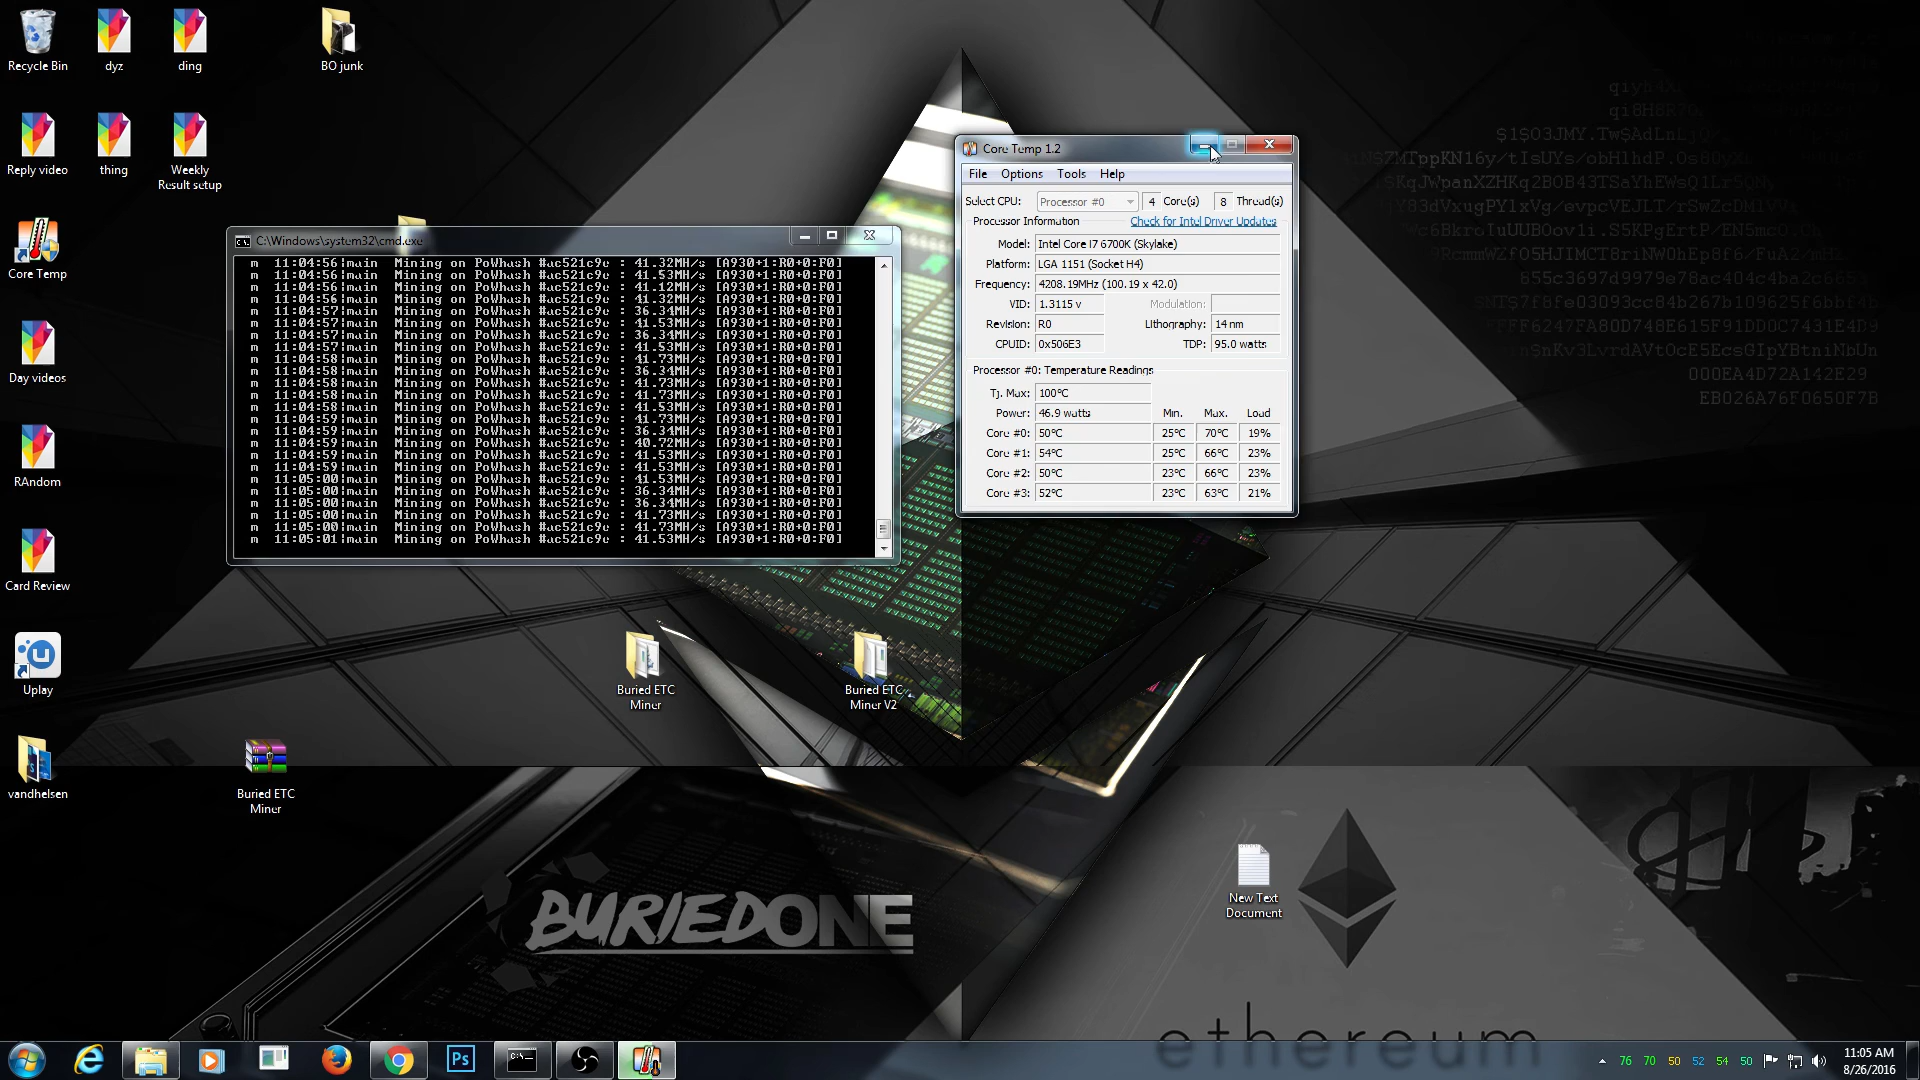 Recycle Bin
dyz
ding
BO junk
Reply video
thing
Weekly
Result setup
Core Temp
Day videos
RAndom
Card Review
Uplay
vandhelsen
Buried ETC
Miner
Buried ETC
Miner
Buried ETC
Miner V2
New Text
Document
C:\Windows\system32\cmd.exe
m 11:04:56|main Mining on PoWhash #ac521c9e : 41.32MH/s [A930+1:R0+0:F0]
m 11:04:56|main Mining on PoWhash #ac521c9e : 41.53MH/s [A930+1:R0+0:F0]
m 11:04:56|main Mining on PoWhash #ac521c9e : 41.12MH/s [A930+1:R0+0:F0]
m 11:04:56|main Mining on PoWhash #ac521c9e : 41.32MH/s [A930+1:R0+0:F0]
m 11:04:57|main Mining on PoWhash #ac521c9e : 36.34MH/s [A930+1:R0+0:F0]
m 11:04:57|main Mining on PoWhash #ac521c9e : 41.53MH/s [A930+1:R0+0:F0]
m 11:04:57|main Mining on PoWhash #ac521c9e : 36.34MH/s [A930+1:R0+0:F0]
m 11:04:57|main Mining on PoWhash #ac521c9e : 41.53MH/s [A930+1:R0+0:F0]
m 11:04:58|main Mining on PoWhash #ac521c9e : 41.73MH/s [A930+1:R0+0:F0]
m 11:04:58|main Mining on PoWhash #ac521c9e : 36.34MH/s [A930+1:R0+0:F0]
m 11:04:58|main Mining on PoWhash #ac521c9e : 41.73MH/s [A930+1:R0+0:F0]
m 11:04:58|main Mining on PoWhash #ac521c9e : 41.73MH/s [A930+1:R0+0:F0]
m 11:04:58|main Mining on PoWhash #ac521c9e : 41.53MH/s [A930+1:R0+0:F0]
m 11:04:59|main Mining on PoWhash #ac521c9e : 41.73MH/s [A930+1:R0+0:F0]
m 11:04:59|main Mining on PoWhash #ac521c9e : 36.34MH/s [A930+1:R0+0:F0]
m 11:04:59|main Mining on PoWhash #ac521c9e : 40.72MH/s [A930+1:R0+0:F0]
m 11:04:59|main Mining on PoWhash #ac521c9e : 41.53MH/s [A930+1:R0+0:F0]
m 11:04:59|main Mining on PoWhash #ac521c9e : 41.53MH/s [A930+1:R0+0:F0]
m 11:05:00|main Mining on PoWhash #ac521c9e : 41.53MH/s [A930+1:R0+0:F0]
m 11:05:00|main Mining on PoWhash #ac521c9e : 36.34MH/s [A930+1:R0+0:F0]
m 11:05:00|main Mining on PoWhash #ac521c9e : 36.34MH/s [A930+1:R0+0:F0]
m 11:05:00|main Mining on PoWhash #ac521c9e : 41.73MH/s [A930+1:R0+0:F0]
m 11:05:00|main Mining on PoWhash #ac521c9e : 41.73MH/s [A930+1:R0+0:F0]
m 11:05:01|main Mining on PoWhash #ac521c9e : 41.53MH/s [A930+1:R0+0:F0]
Core Temp 1.2
File Options Tools Help
Select CPU: Processor #0 4 Core(s) 8 Thread(s)
Processor Information Check for Intel Driver Updates
Model: Intel Core i7 6700K (Skylake)
Platform: LGA 1151 (Socket H4)
Frequency: 4208.19MHz (100.19 x 42.0)
VID: 1.3115 v Modulation:
Revision: R0 Lithography: 14 nm
CPUID: 0x506E3 TDP: 95.0 watts
Processor #0: Temperature Readings
Tj. Max: 100°C
Power: 46.9 watts Min. Max. Load
Core #0: 50°C 25°C 70°C 19%
Core #1: 54°C 25°C 66°C 23%
Core #2: 50°C 23°C 66°C 23%
Core #3: 52°C 23°C 63°C 21%
855c3697d9979e78ac404c4ba2c6653
FFFF6247FA80D748E615F91DD0C7431E4D9
000EA4D72A142E29
EB026A76F0650F7B
BURIEDONE
ethereum
Ps
76 70 50 52 54 50
11:05 AM
8/26/2016